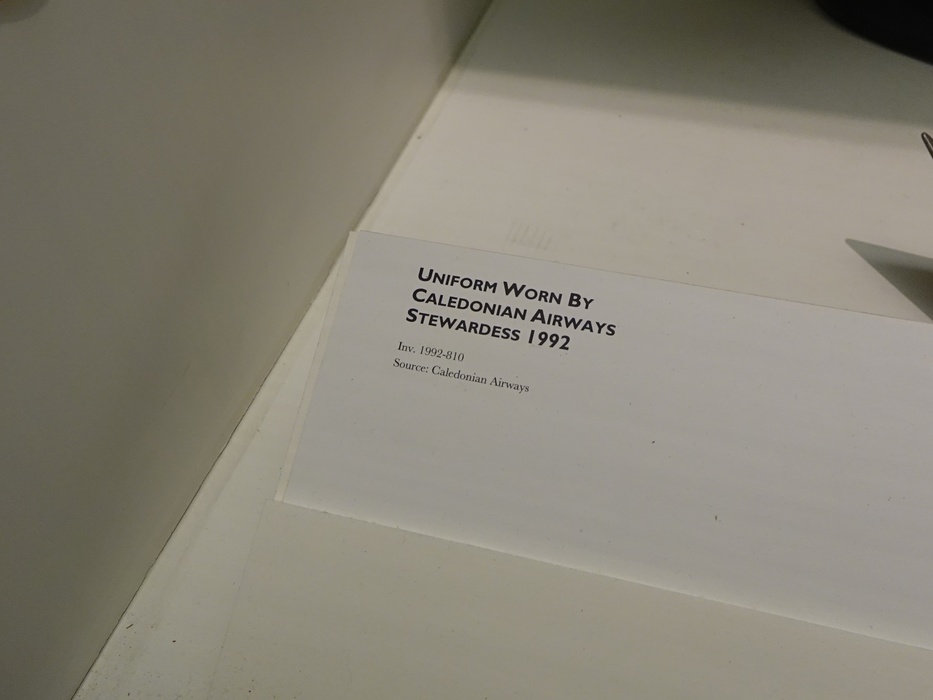 UNIFORM WORN BY
CALEDONIAN AIRWAYS
STEWARDESS 1992
Inv. 1992-810
Source: Caledonian Airways